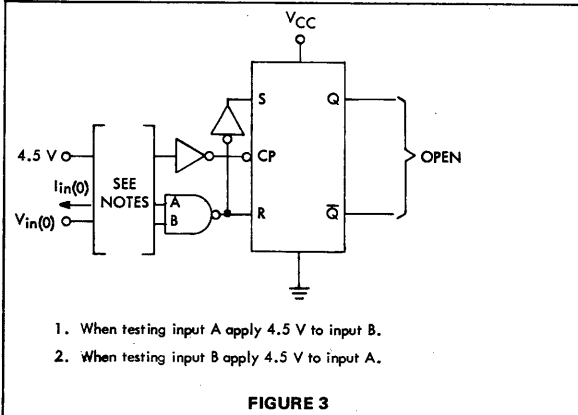 VCC
S
Q
4.5 V
CP
OPEN
Iin(0)
SEE
NOTES
A
B
Vin(0)
R
Q̅
1. When testing input A apply 4.5 V to input B.
2. When testing input B apply 4.5 V to input A.
FIGURE 3